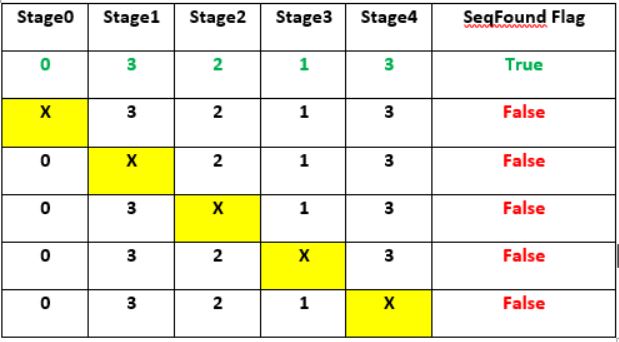 Stage0 Stage1 Stage2 Stage3 Stage4 SeqFound Flag
0 3 2 1 3 True
X 3 2 1 3 False
0 X 2 1 3 False
0 3 X 1 3 False
0 3 2 X 3 False
0 3 2 1 X False